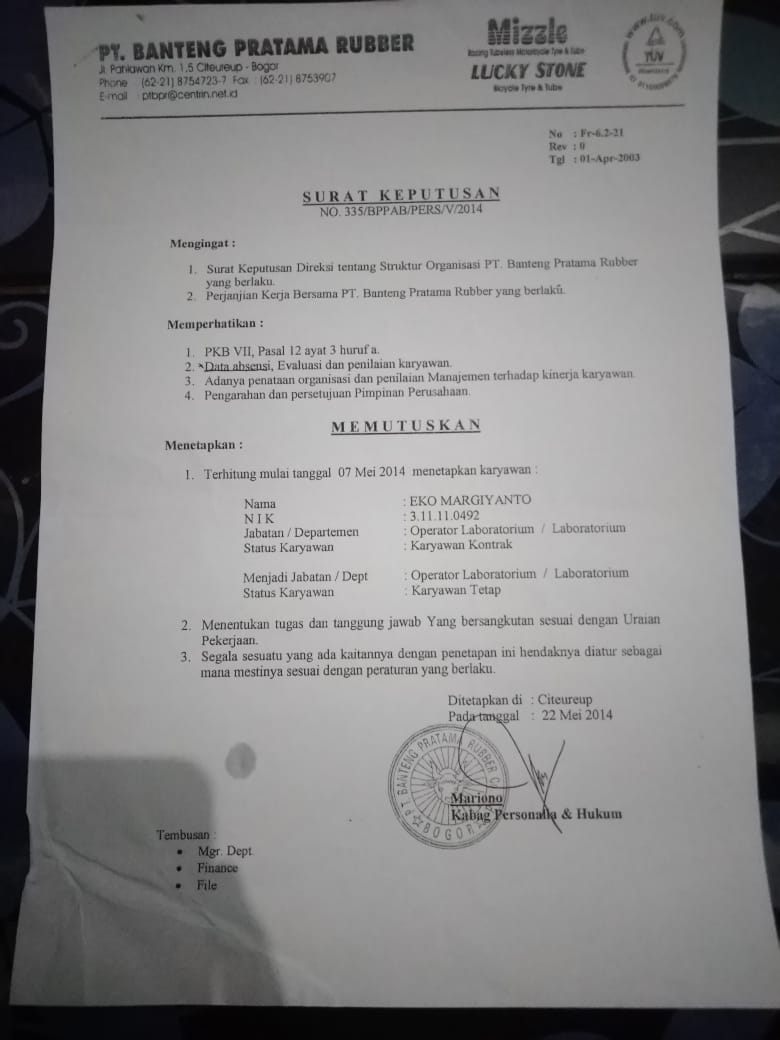 PT. BANTENG PRATAMA RUBBER
Jl. Pahlawan Km. 1,5 Citeureup - Bogor
Phone : (62-21) 8754723-7 Fax : (62-21) 8753907
E-mail : ptbpr@centrin.net.id
Mizzle
Racing Tubeless Motorcycle Tyre & Tube
LUCKY STONE
Bicycle Tyre & Tube
www.tuv.com
TÜV
No : Fr-6.2-21
Rev : 0
Tgl : 01-Apr-2003
SURAT KEPUTUSAN
NO. 335/BPPAB/PERS/V/2014
Mengingat :
1. Surat Keputusan Direksi tentang Struktur Organisasi PT. Banteng Pratama Rubber
yang berlaku.
2. Perjanjian Kerja Bersama PT. Banteng Pratama Rubber yang berlaku.
Memperhatikan :
1. PKB VII, Pasal 12 ayat 3 huruf a.
2. Data absensi, Evaluasi dan penilaian karyawan.
3. Adanya penataan organisasi dan penilaian Manajemen terhadap kinerja karyawan.
4. Pengarahan dan persetujuan Pimpinan Perusahaan.
MEMUTUSKAN
Menetapkan :
1. Terhitung mulai tanggal 07 Mei 2014 menetapkan karyawan :
Nama : EKO MARGIYANTO
N I K : 3.11.11.0492
Jabatan / Departemen : Operator Laboratorium / Laboratorium
Status Karyawan : Karyawan Kontrak
Menjadi Jabatan / Dept : Operator Laboratorium / Laboratorium
Status Karyawan : Karyawan Tetap
2. Menentukan tugas dan tanggung jawab Yang bersangkutan sesuai dengan Uraian
Pekerjaan.
3. Segala sesuatu yang ada kaitannya dengan penetapan ini hendaknya diatur sebagai
mana mestinya sesuai dengan peraturan yang berlaku.
Ditetapkan di : Citeureup
Pada tanggal : 22 Mei 2014
PT BANTENG PRATAMA RUBBER
BOGOR
Mariono
Kabag Personalia & Hukum
Tembusan :
• Mgr. Dept
• Finance
• File